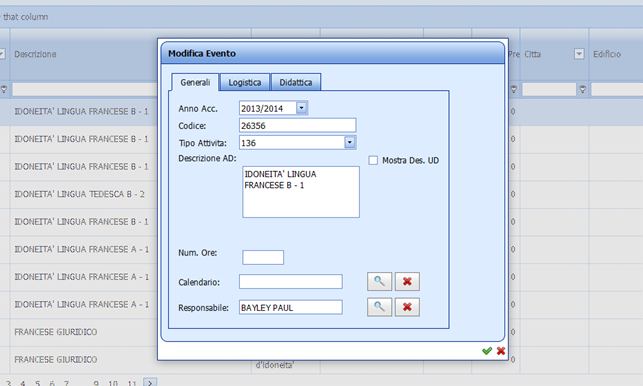 that column
Descrizione
Pre
Citta
Edificio
IDONEITA' LINGUA FRANCESE B - 1
IDONEITA' LINGUA FRANCESE B - 1
IDONEITA' LINGUA FRANCESE B - 1
IDONEITA' LINGUA TEDESCA B - 2
IDONEITA' LINGUA FRANCESE B - 1
IDONEITA' LINGUA FRANCESE A - 1
IDONEITA' LINGUA FRANCESE A - 1
IDONEITA' LINGUA FRANCESE A - 1
FRANCESE GIURIDICO
FRANCESE GIURIDICO
d'idoneita'
0
0
0
0
0
0
0
0
0
0
3 4 5 6 7 9 10 11 >
Modifica Evento
Generali Logistica Didattica
Anno Acc. 2013/2014
Codice: 26356
Tipo Attivita: 136
Descrizione AD: Mostra Des. UD
IDONEITA' LINGUA
FRANCESE B - 1
Num. Ore:
Calendario:
Responsabile: BAYLEY PAUL